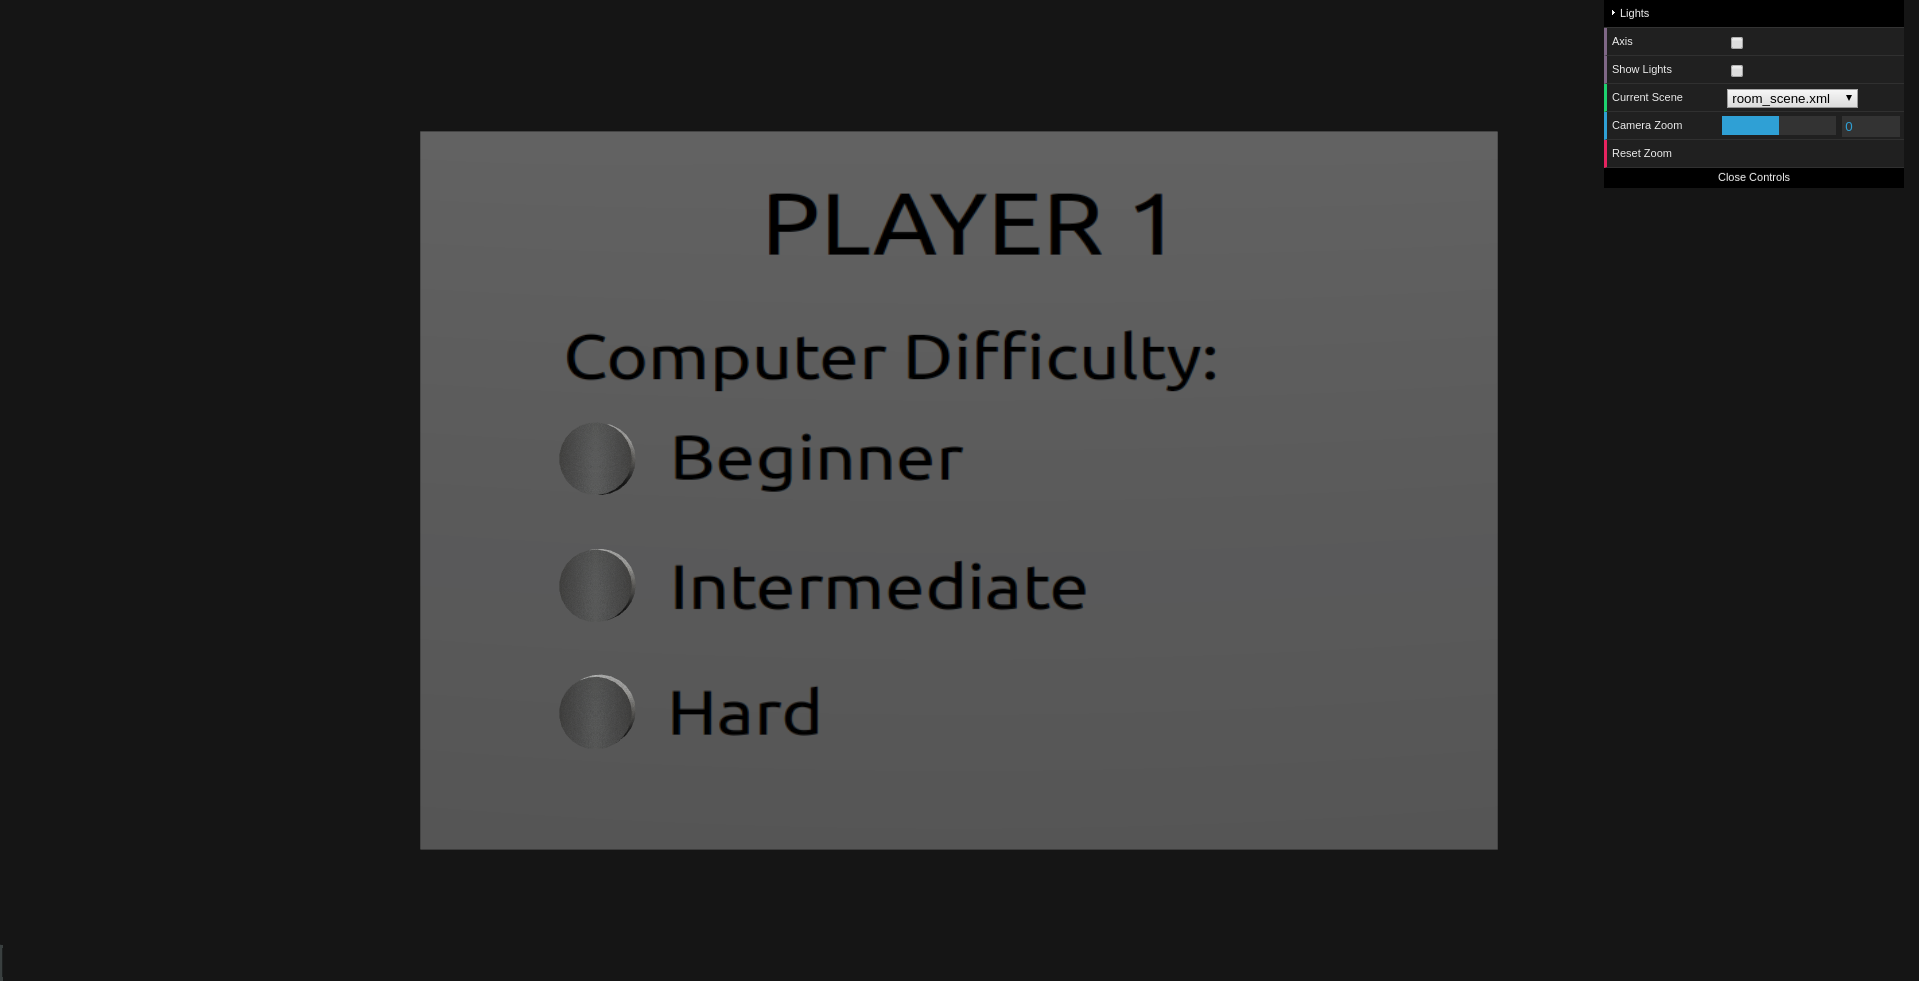 PLAYER 1
Computer Difficulty:
Beginner
Intermediate
Hard
Lights
Axis
Show Lights
Current Scene room_scene.xml
Camera Zoom 0
Reset Zoom
Close Controls